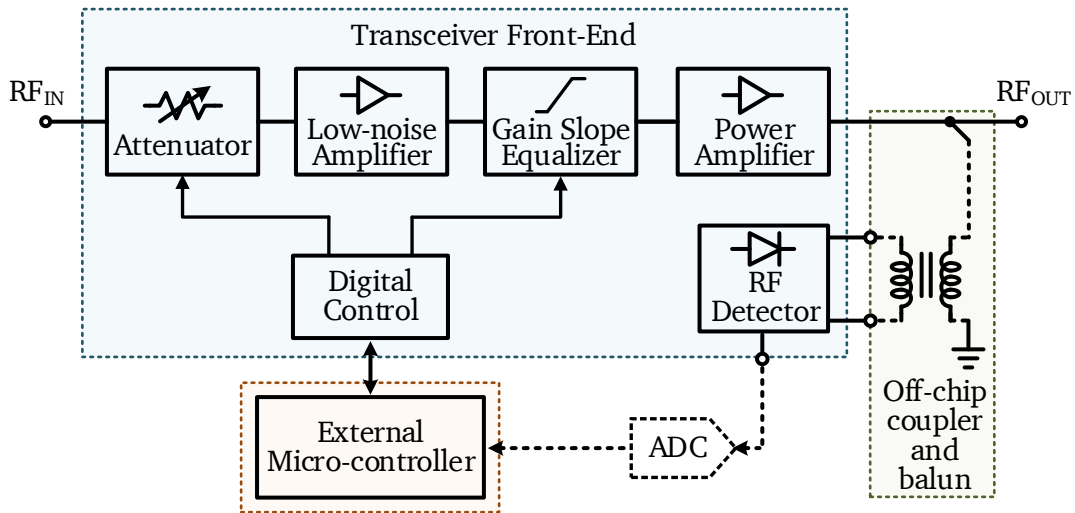 Transceiver Front-End
RF_IN
Attenuator
Low-noise
Amplifier
Gain Slope
Equalizer
Power
Amplifier
RF_OUT
Digital
Control
RF
Detector
External
Micro-controller
ADC
Off-chip
coupler
and
balun